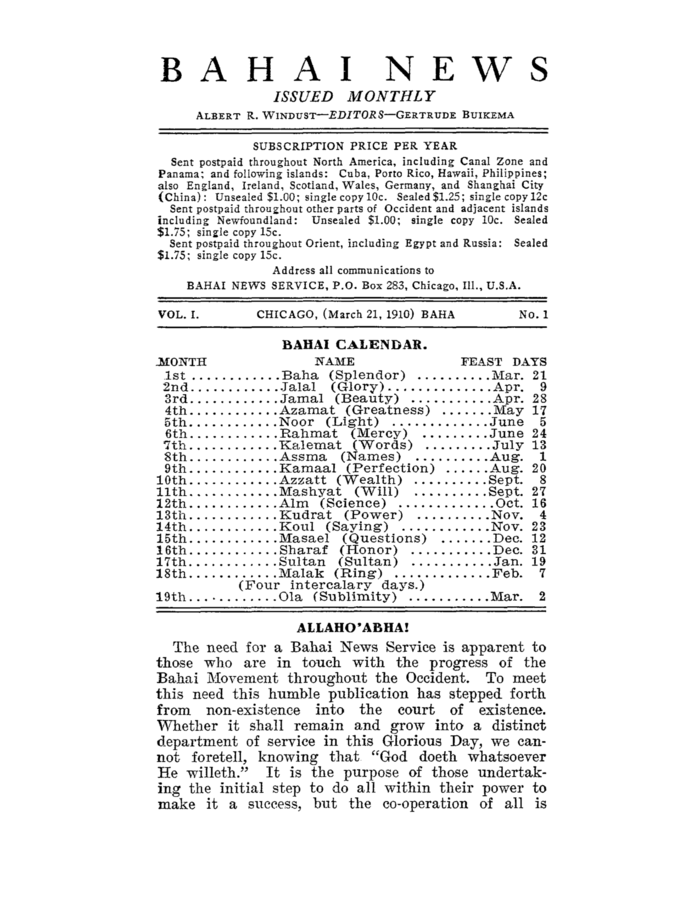 BAHAI NEWS
ISSUED MONTHLY
ALBERT R. WINDUST—EDITORS—GERTRUDE BUIKEMA
SUBSCRIPTION PRICE PER YEAR
Sent postpaid throughout North America, including Canal Zone and
Panama; and following islands: Cuba, Porto Rico, Hawaii, Philippines;
also England, Ireland, Scotland, Wales, Germany, and Shanghai City
(China): Unsealed $1.00; single copy 10c. Sealed $1.25; single copy 12c
Sent postpaid throughout other parts of Occident and adjacent islands
including Newfoundland: Unsealed $1.00; single copy 10c. Sealed
$1.75; single copy 15c.
Sent postpaid throughout Orient, including Egypt and Russia: Sealed
$1.75; single copy 15c.
Address all communications to
BAHAI NEWS SERVICE, P.O. Box 283, Chicago, Ill., U.S.A.
VOL. I. CHICAGO, (March 21, 1910) BAHA No. 1
BAHAI CALENDAR.
MONTH NAME FEAST DAYS
1st ............Baha (Splendor) ..........Mar. 21
2nd............Jalal (Glory)...............Apr. 9
3rd............Jamal (Beauty) ...........Apr. 28
4th............Azamat (Greatness) .......May 17
5th............Noor (Light) .............June 5
6th............Rahmat (Mercy) .........June 24
7th............Kalemat (Words) .........July 13
8th............Assma (Names) ..........Aug. 1
9th............Kamaal (Perfection) ......Aug. 20
10th............Azzatt (Wealth) ..........Sept. 8
11th............Mashyat (Will) ..........Sept. 27
12th............Alm (Science) .............Oct. 16
13th............Kudrat (Power) ..........Nov. 4
14th............Koul (Saying) ............Nov. 23
15th............Masael (Questions) .......Dec. 12
16th............Sharaf (Honor) ...........Dec. 31
17th............Sultan (Sultan) ...........Jan. 19
18th............Malak (Ring) .............Feb. 7
(Four intercalary days.)
19th............Ola (Sublimity) ..........Mar. 2
ALLAHO'ABHA!
The need for a Bahai News Service is apparent to
those who are in touch with the progress of the
Bahai Movement throughout the Occident. To meet
this need this humble publication has stepped forth
from non-existence into the court of existence.
Whether it shall remain and grow into a distinct
department of service in this Glorious Day, we can-
not foretell, knowing that "God doeth whatsoever
He willeth." It is the purpose of those undertak-
ing the initial step to do all within their power to
make it a success, but the co-operation of all is